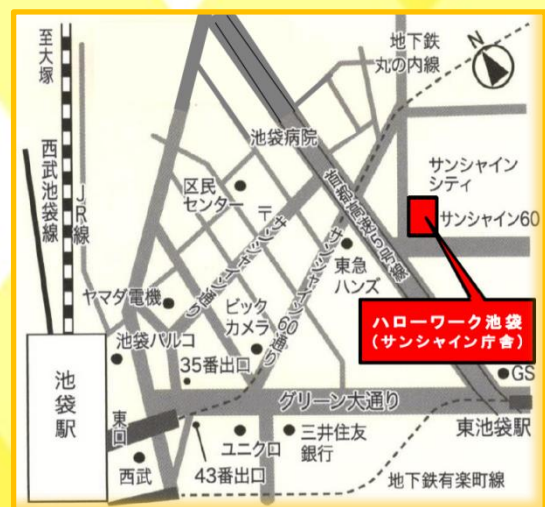 至大塚
西武池袋線
JR線
地下鉄
丸の内線
N
池袋病院
区民
センター
〒
サンシャイン通り
首都高速5号線
サンシャイン60通り
サンシャイン
シティ
サンシャイン60
東急
ハンズ
ハローワーク池袋
(サンシャイン庁舎)
ヤマダ電機
ビック
カメラ
池袋パルコ
35番出口
GS
グリーン大通り
池袋駅
東口
東池袋駅
西武
43番出口
ユニクロ
三井住友
銀行
地下鉄有楽町線